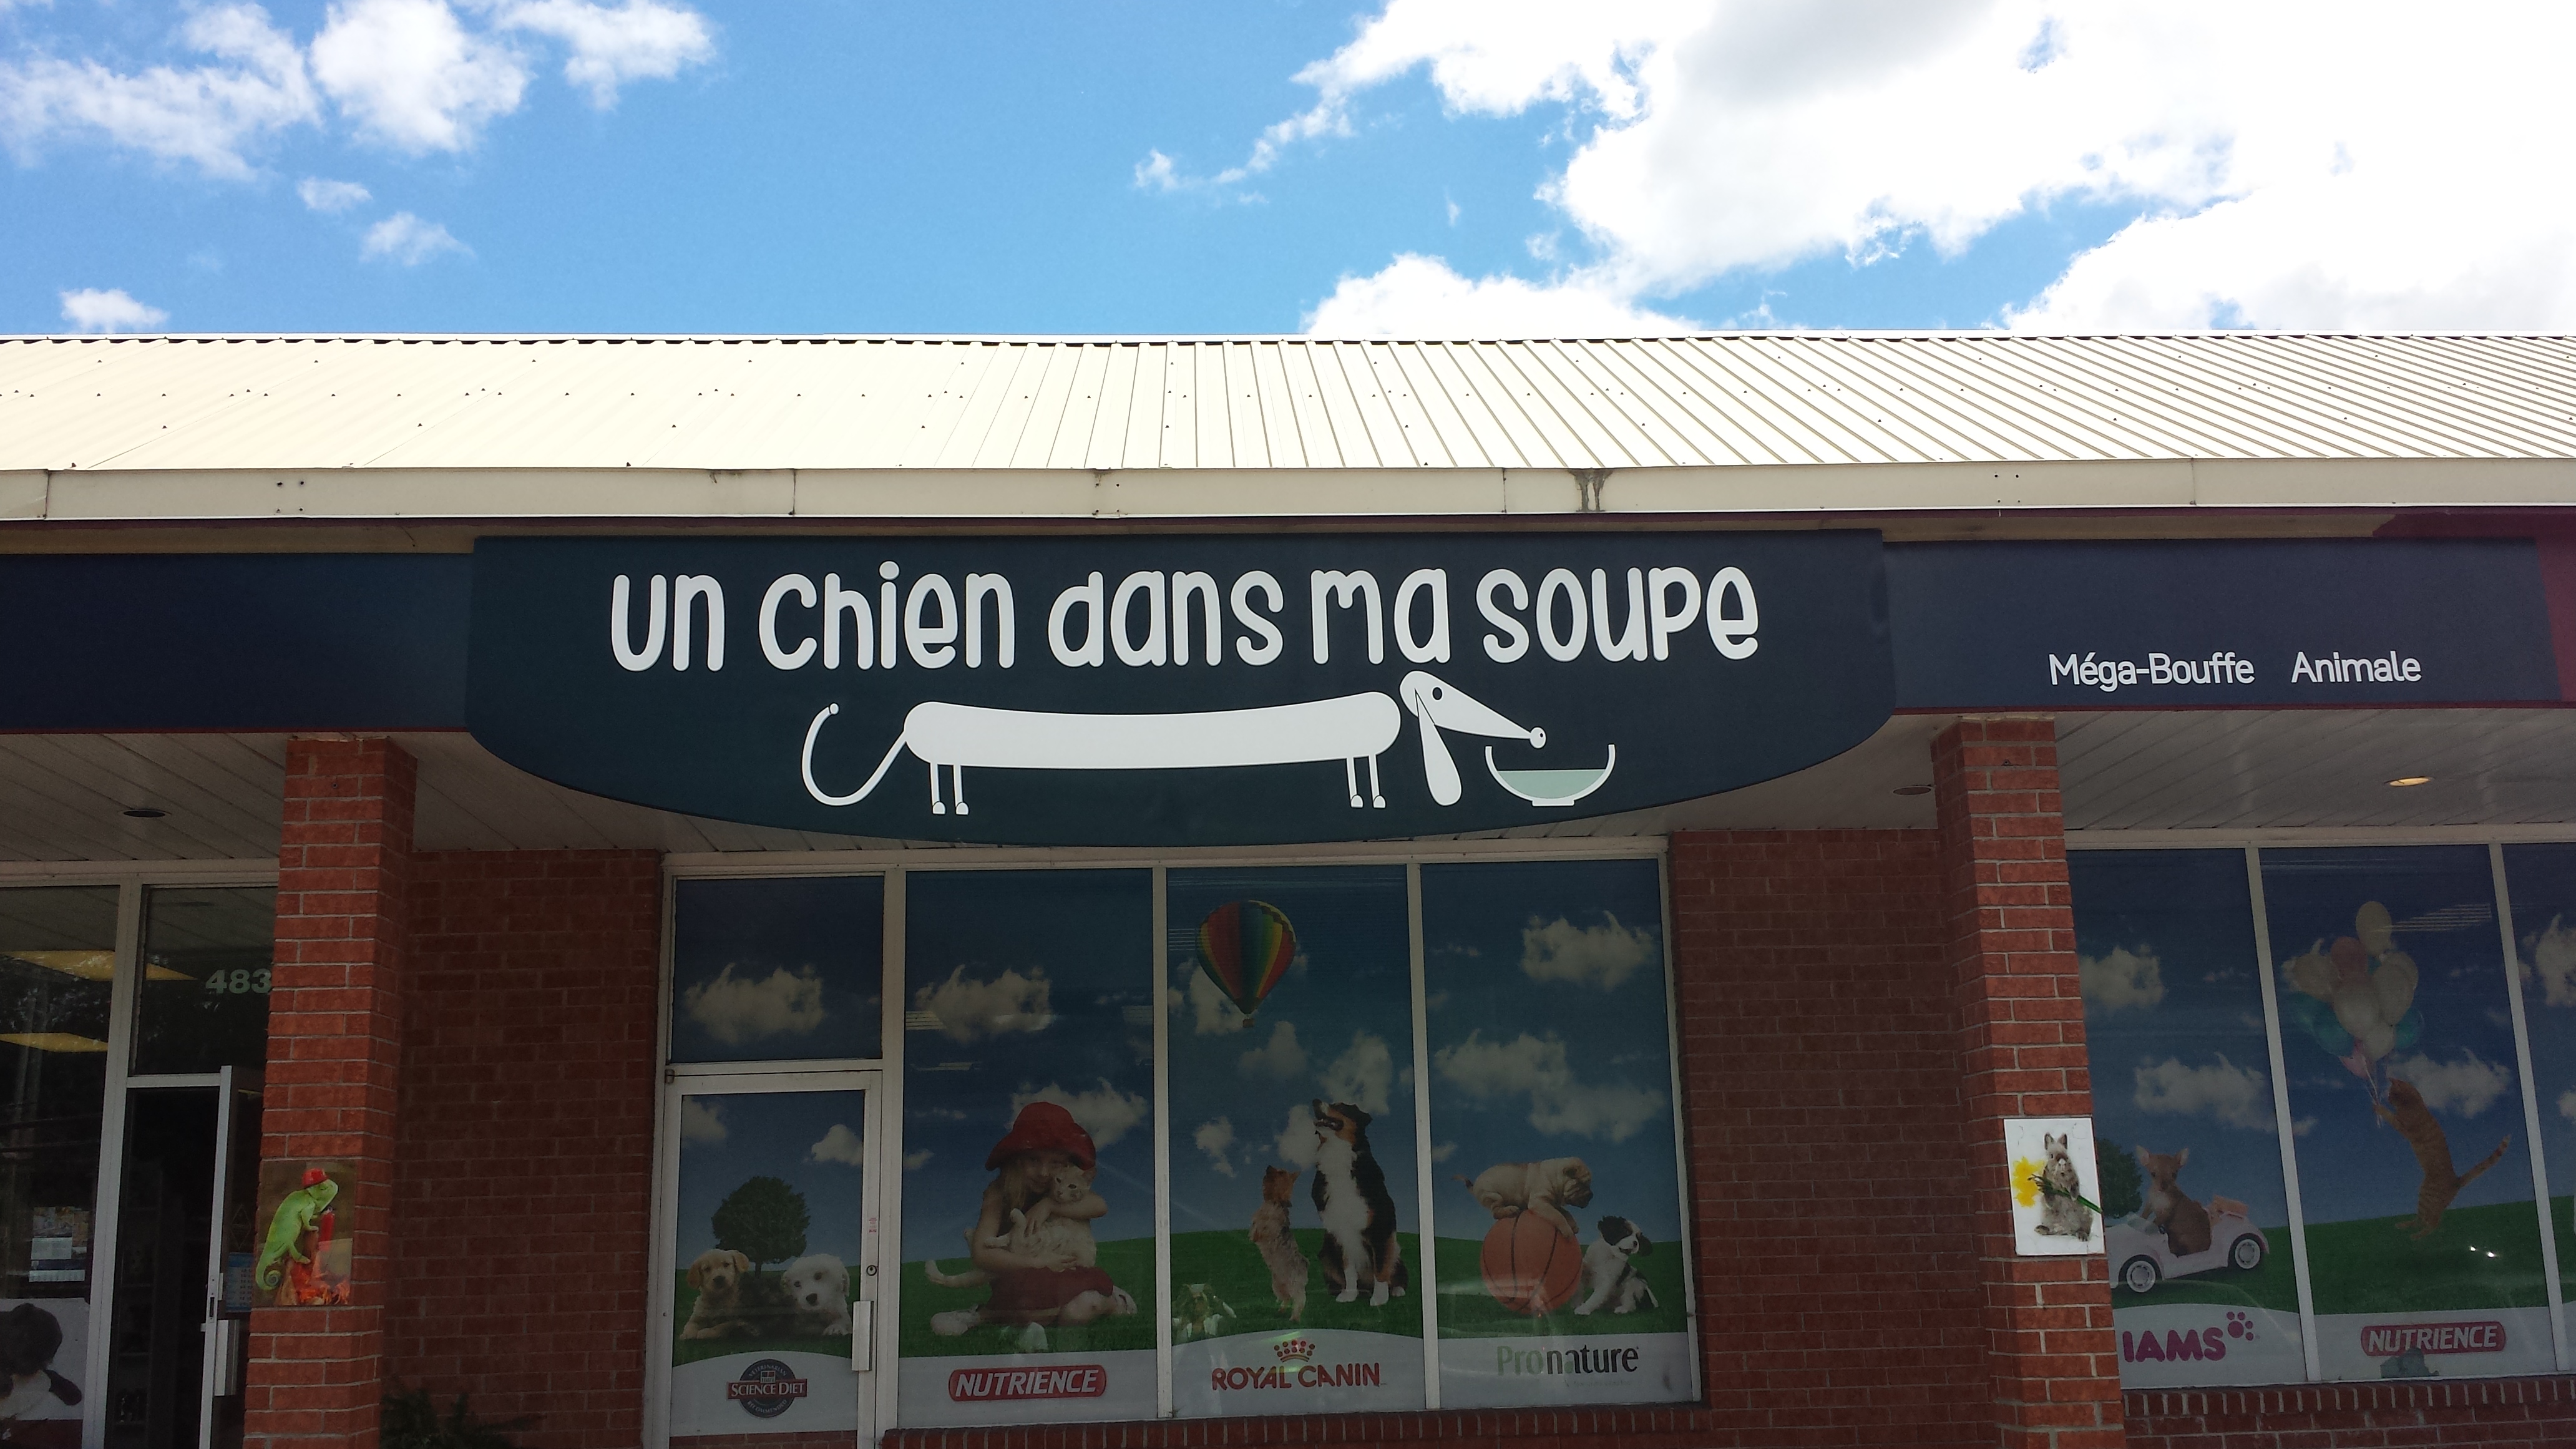 un chien dans ma soupe
Méga-Bouffe Animale
483
SCIENCE DIET
NUTRIENCE
ROYAL CANIN
Pronature
IAMS
NUTRIENCE